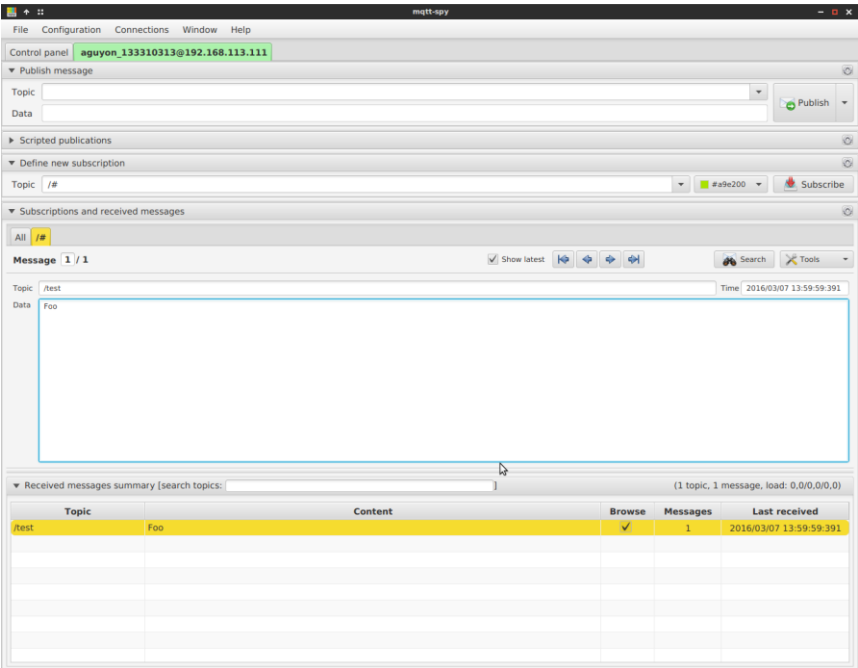 mqtt-spy
File Configuration Connections Window Help
Control panel aguyon_133310313@192.168.113.111
Publish message
Topic
Publish
Data
Scripted publications
Define new subscription
Topic /# #a9e200 Subscribe
Subscriptions and received messages
All /#
Message 1 / 1 Show latest Search Tools
Topic /test Time 2016/03/07 13:59:59:391
Data Foo
Received messages summary [search topics: ] (1 topic, 1 message, load: 0,0/0,0/0,0)
Topic Content Browse Messages Last received
/test Foo 1 2016/03/07 13:59:59:391